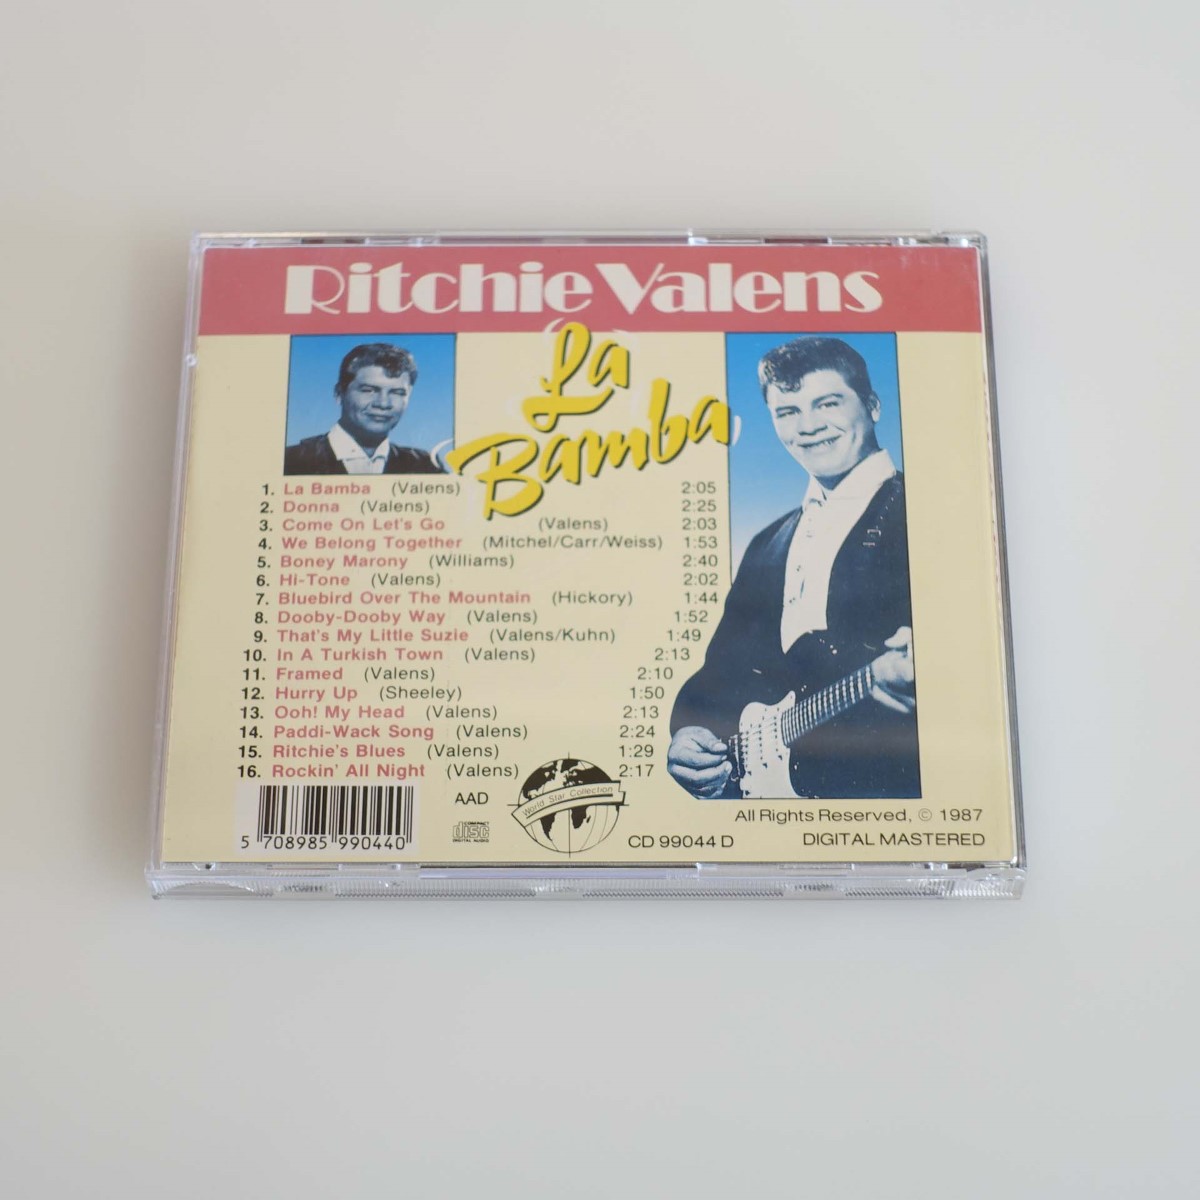 Ritchie Valens
La
Bamba
1. La Bamba (Valens) 2:05
2. Donna (Valens) 2:25
3. Come On Let's Go (Valens) 2:03
4. We Belong Together (Mitchel/Carr/Weiss) 1:53
5. Boney Marony (Williams) 2:40
6. Hi-Tone (Valens) 2:02
7. Bluebird Over The Mountain (Hickory) 1:44
8. Dooby-Dooby Way (Valens) 1:52
9. That's My Little Suzie (Valens/Kuhn) 1:49
10. In A Turkish Town (Valens) 2:13
11. Framed (Valens) 2:10
12. Hurry Up (Sheeley) 1:50
13. Ooh! My Head (Valens) 2:13
14. Paddi-Wack Song (Valens) 2:24
15. Ritchie's Blues (Valens) 1:29
16. Rockin' All Night (Valens) 2:17
5 708985 990440
AAD
COMPACT
disc
DIGITAL AUDIO
World Star Collection
CD 99044 D
All Rights Reserved, © 1987
DIGITAL MASTERED